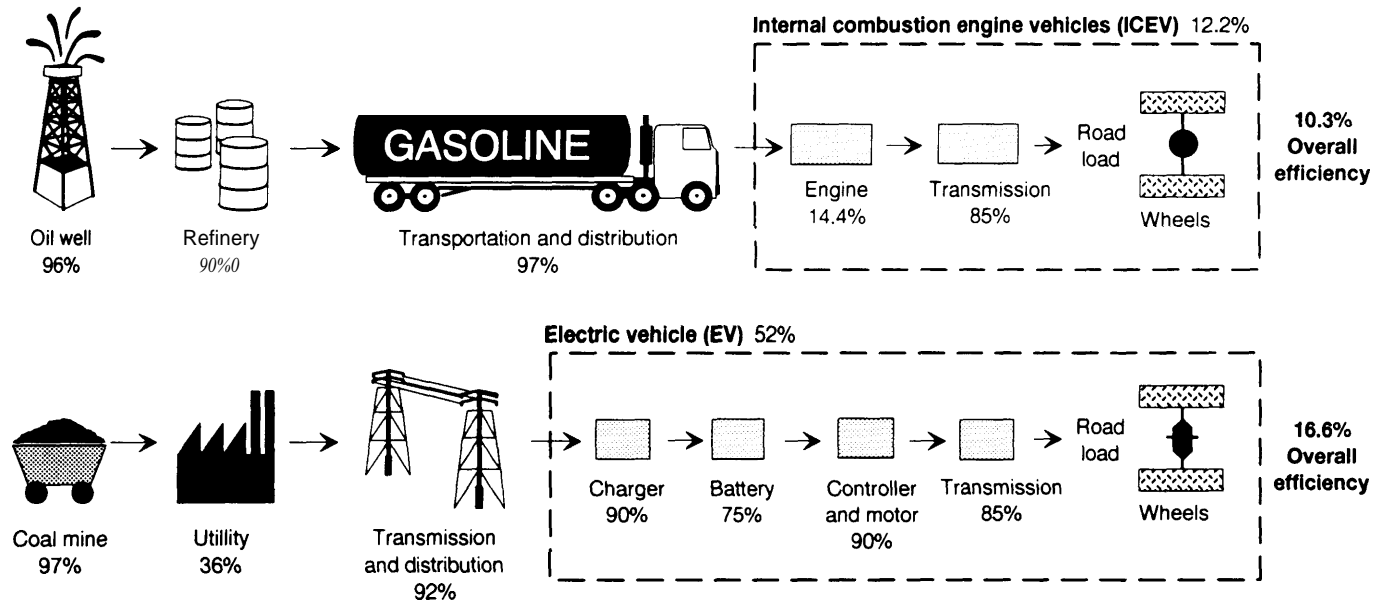 Internal combustion engine vehicles (ICEV) 12.2%
GASOLINE
Oil well
96%
Refinery
90%0
Transportation and distribution
97%
Engine
14.4%
Transmission
85%
Road
load
Wheels
10.3%
Overall
efficiency
Electric vehicle (EV) 52%
Coal mine
97%
Utillity
36%
Transmission
and distribution
92%
Charger
90%
Battery
75%
Controller
and motor
90%
Transmission
85%
Road
load
Wheels
16.6%
Overall
efficiency